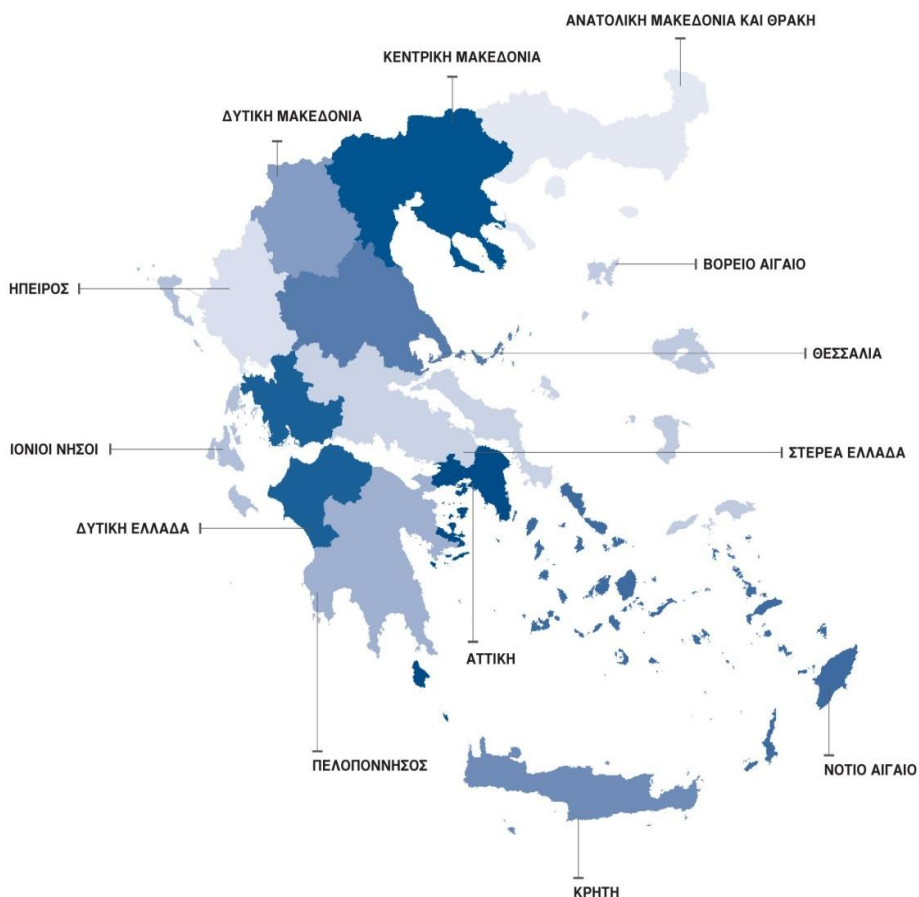 ΑΝΑΤΟΛΙΚΗ ΜΑΚΕΔΟΝΙΑ ΚΑΙ ΘΡΑΚΗ
ΚΕΝΤΡΙΚΗ ΜΑΚΕΔΟΝΙΑ
ΔΥΤΙΚΗ ΜΑΚΕΔΟΝΙΑ
ΒΟΡΕΙΟ ΑΙΓΑΙΟ
ΗΠΕΙΡΟΣ
ΘΕΣΣΑΛΙΑ
ΙΟΝΙΟΙ ΝΗΣΟΙ
ΣΤΕΡΕΑ ΕΛΛΑΔΑ
ΔΥΤΙΚΗ ΕΛΛΑΔΑ
ΑΤΤΙΚΗ
ΠΕΛΟΠΟΝΝΗΣΟΣ
ΝΟΤΙΟ ΑΙΓΑΙΟ
ΚΡΗΤΗ